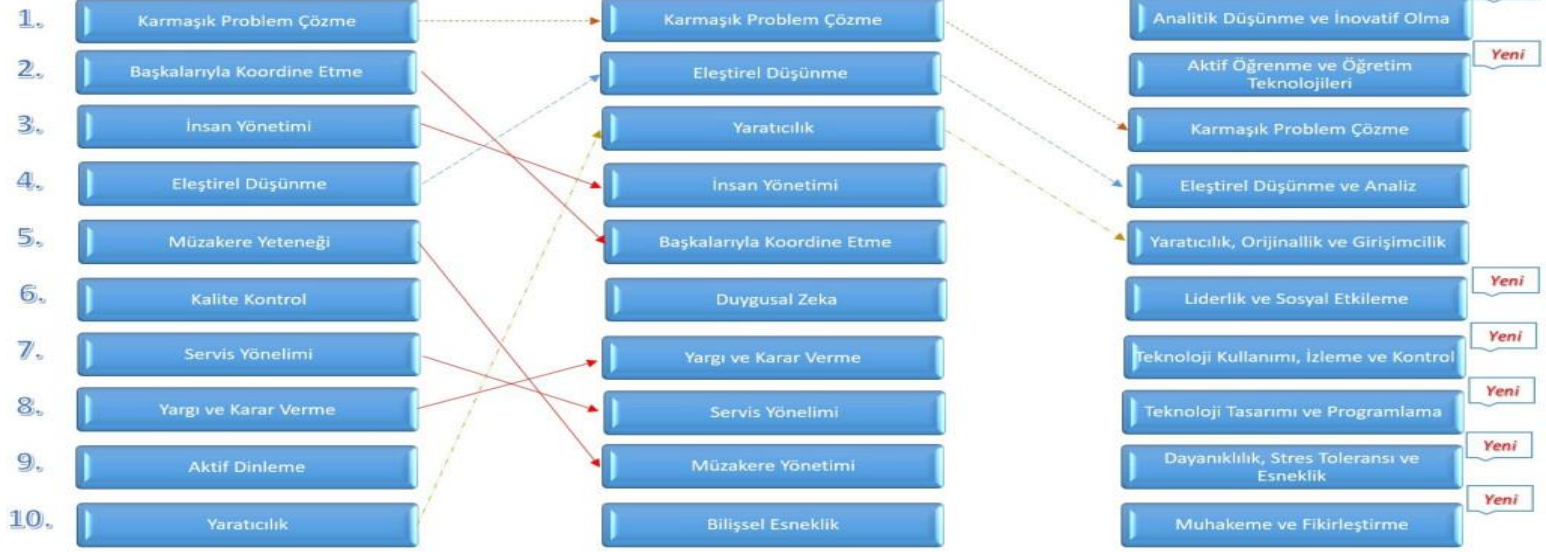 1.
Karmaşık Problem Çözme
Karmaşık Problem Çözme
Analitik Düşünme ve İnovatif Olma
2.
Başkalarıyla Koordine Etme
Eleştirel Düşünme
Aktif Öğrenme ve Öğretim
Teknolojileri
Yeni
3.
İnsan Yönetimi
Yaratıcılık
Karmaşık Problem Çözme
4.
Eleştirel Düşünme
İnsan Yönetimi
Eleştirel Düşünme ve Analiz
5.
Müzakere Yeteneği
Başkalarıyla Koordine Etme
Yaratıcılık, Orijinallik ve Girişimcilik
6.
Kalite Kontrol
Duygusal Zeka
Liderlik ve Sosyal Etkileme
Yeni
7.
Servis Yönelimi
Yargı ve Karar Verme
Teknoloji Kullanımı, İzleme ve Kontrol
Yeni
8.
Yargı ve Karar Verme
Servis Yönelimi
Teknoloji Tasarımı ve Programlama
Yeni
9.
Aktif Dinleme
Müzakere Yönetimi
Dayanıklılık, Stres Toleransı ve
Esneklik
Yeni
10.
Yaratıcılık
Bilişsel Esneklik
Muhakeme ve Fikirleştirme
Yeni